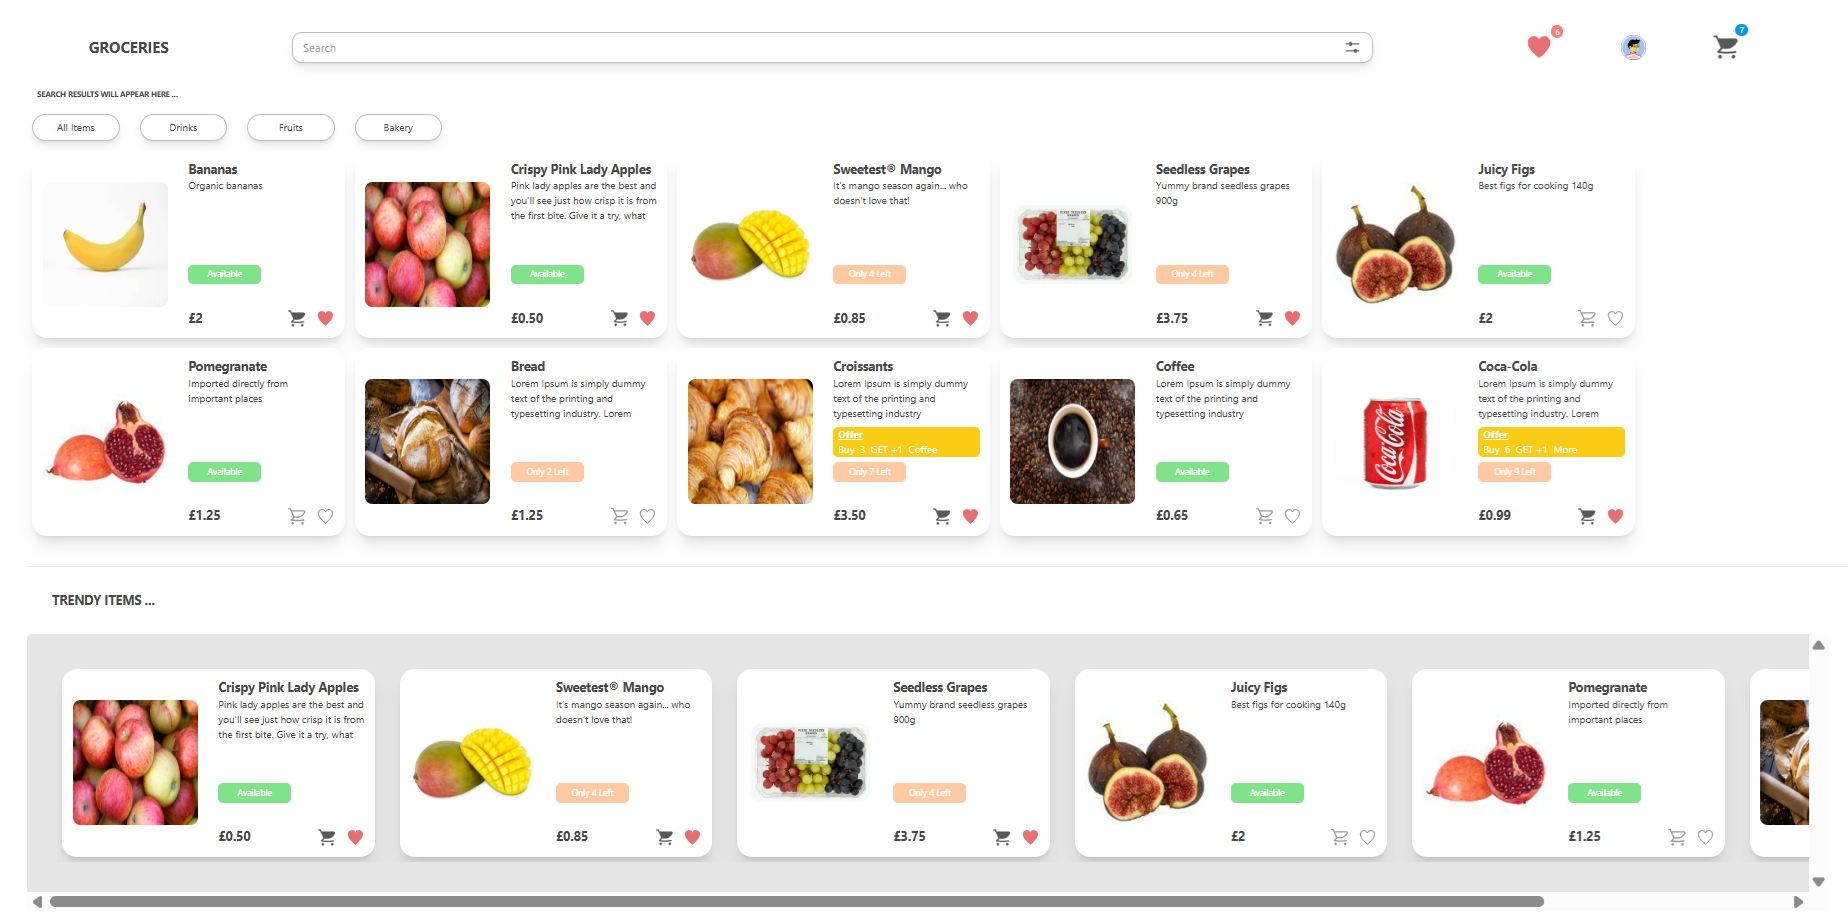 GROCERIES
Search
6
7
SEARCH RESULTS WILL APPEAR HERE ...
All Items
Drinks
Fruits
Bakery
Bananas
Organic bananas
Available
£2
Crispy Pink Lady Apples
Pink lady apples are the best and
you'll see just how crisp it is from
the first bite. Give it a try, what
Available
£0.50
Sweetest® Mango
It's mango season again... who
doesn't love that!
Only 4 Left
£0.85
Seedless Grapes
Yummy brand seedless grapes
900g
Only 4 Left
£3.75
Juicy Figs
Best figs for cooking 140g
Available
£2
Pomegranate
Imported directly from
important places
Available
£1.25
Bread
Lorem Ipsum is simply dummy
text of the printing and
typesetting industry. Lorem
Only 2 Left
£1.25
Croissants
Lorem Ipsum is simply dummy
text of the printing and
typesetting industry
Offer
Buy 3 GET +1 Coffee
Only 7 Left
£3.50
Coffee
Lorem Ipsum is simply dummy
text of the printing and
typesetting industry
Available
£0.65
Coca-Cola
Coca-Cola
Lorem Ipsum is simply dummy
text of the printing and
typesetting industry. Lorem
Offer
Buy 6 GET +1 More
Only 9 Left
£0.99
TRENDY ITEMS ...
Crispy Pink Lady Apples
Pink lady apples are the best and
you'll see just how crisp it is from
the first bite. Give it a try, what
Available
£0.50
Sweetest® Mango
It's mango season again... who
doesn't love that!
Only 4 Left
£0.85
Seedless Grapes
Yummy brand seedless grapes
900g
Only 4 Left
£3.75
Juicy Figs
Best figs for cooking 140g
Available
£2
Pomegranate
Imported directly from
important places
Available
£1.25